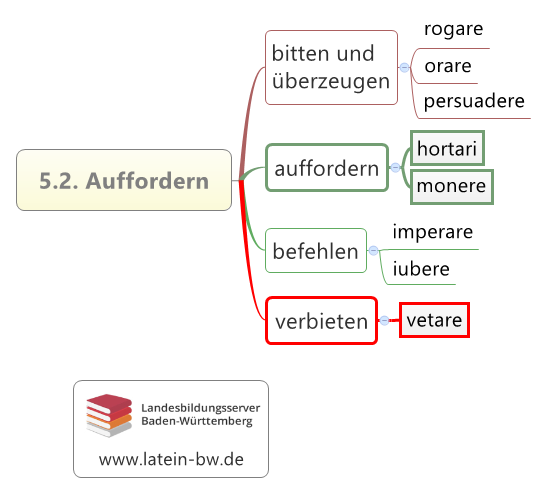 5.2. Auffordern
bitten und
überzeugen
rogare
orare
persuadere
auffordern
hortari
monere
befehlen
imperare
iubere
verbieten
vetare
Landesbildungsserver
Baden-Württemberg
www.latein-bw.de